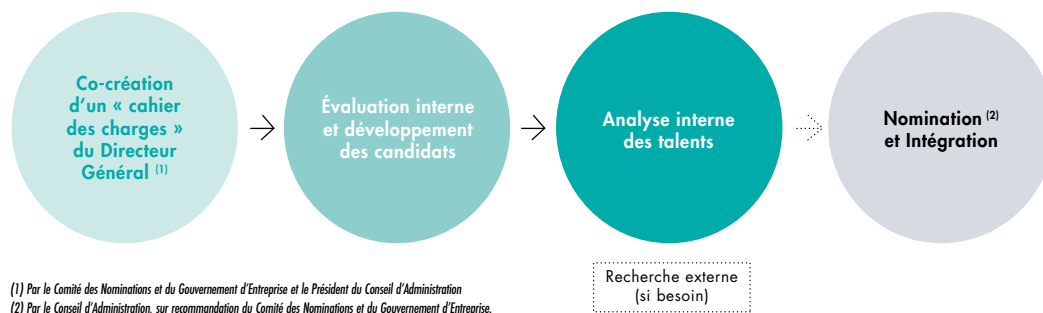 Co-création
d'un « cahier
des charges »
du Directeur
Général (1)
Évaluation interne
et développement
des candidats
Analyse interne
des talents
Nomination (2)
et Intégration
Recherche externe
(si besoin)
(1) Par le Comité des Nominations et du Gouvernement d'Entreprise et le Président du Conseil d'Administration
(2) Par le Conseil d'Administration, sur recommandation du Comité des Nominations et du Gouvernement d'Entreprise.